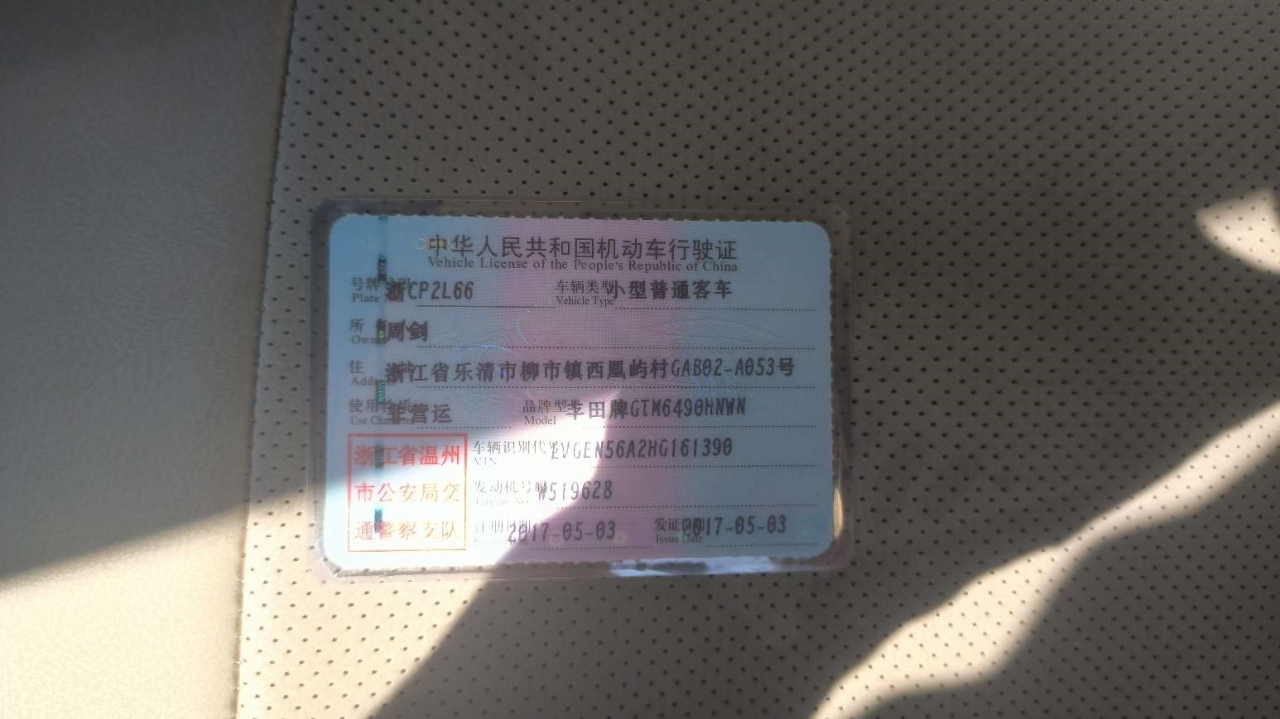 中华人民共和国机动车行驶证
Vehicle License of the People's Republic of China
号牌 浙CP2L66 车辆类型 小型普通客车
Plate Vehicle Type
所 周剑
Owner
住 浙江省乐清市柳市镇西凰屿村GAB02-A053号
Address
使用性质 非营运 品牌型号 丰田牌GTM6490HNWN
Use Character Model
浙江省温州 车辆识别代号 LVGEN56A2HG161390
VIN
市公安局交 发动机号码 W519628
Engine No.
通警察支队 注册日期 2017-05-03 发证日期 2017-05-03
Issue Date